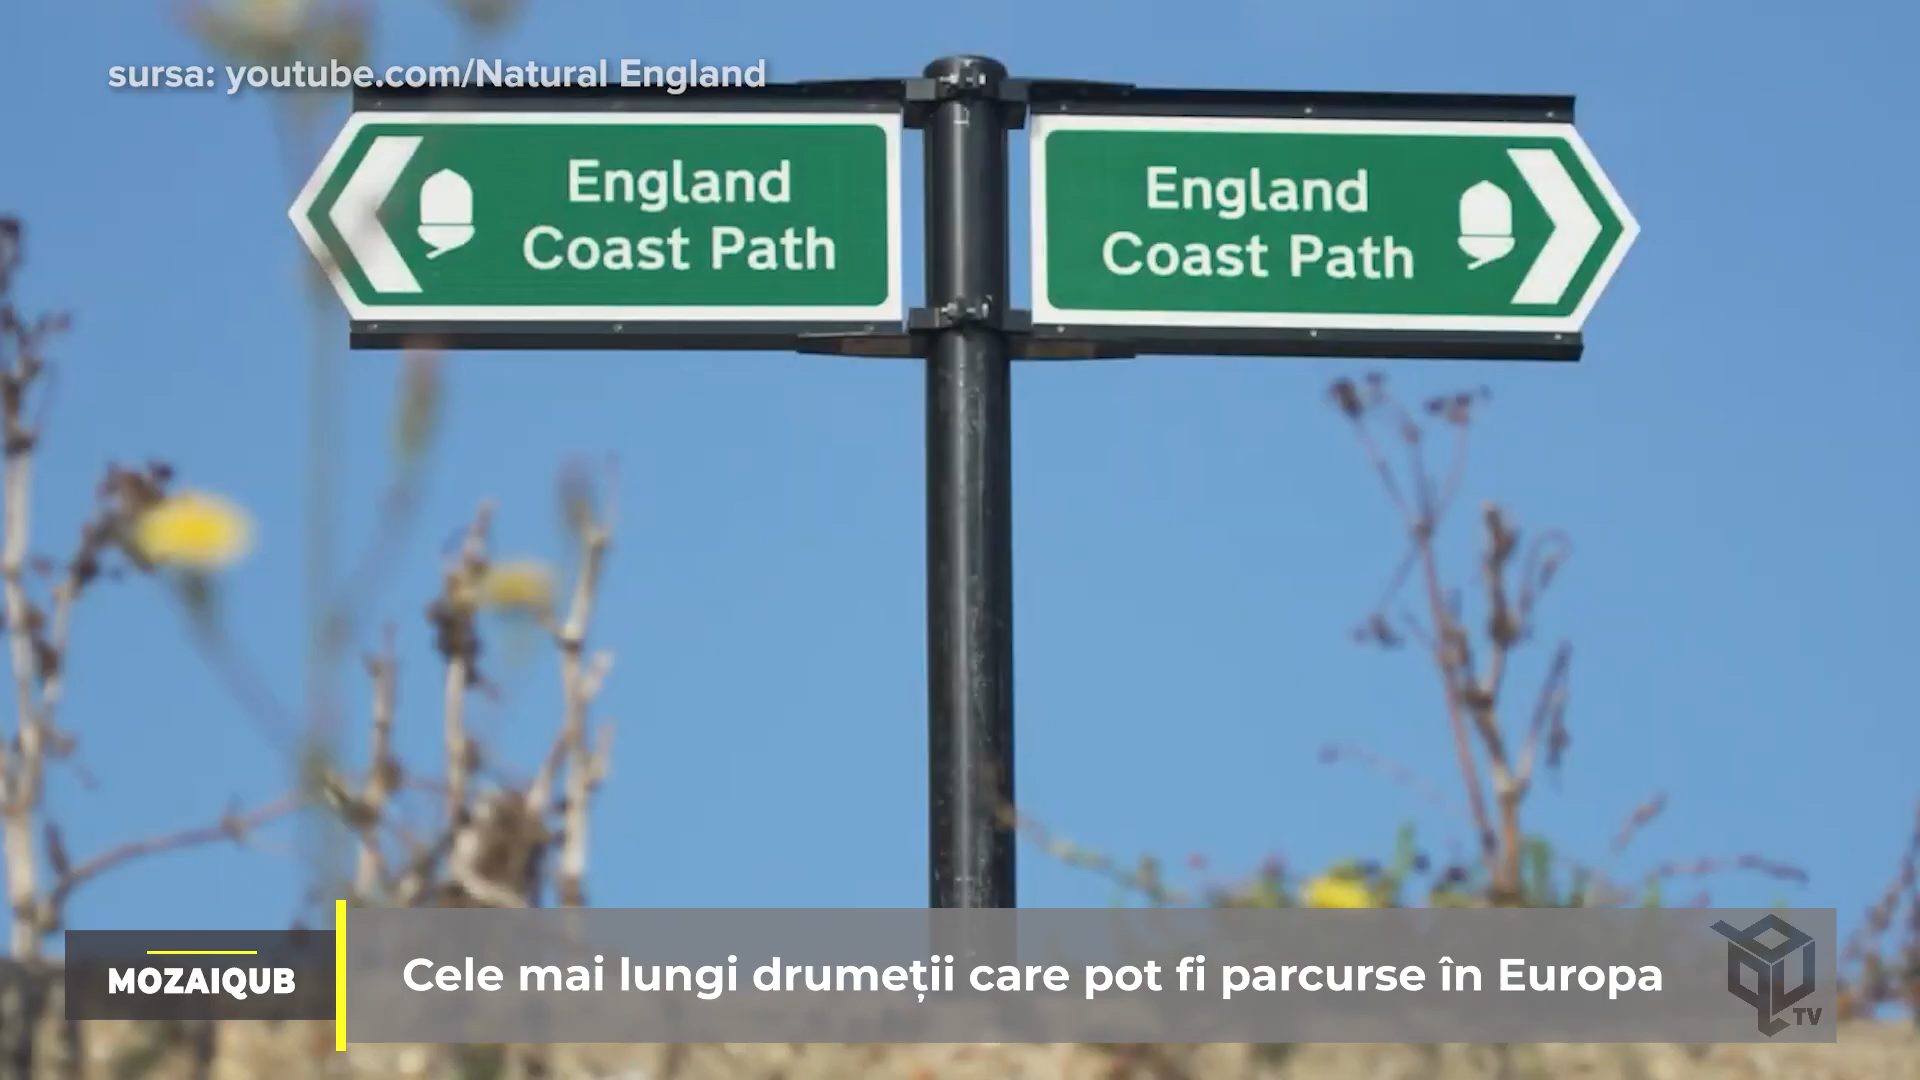 sursa: youtube.com/Natural England
England
Coast Path
England
Coast Path
MOZAIQUB
Cele mai lungi drumeții care pot fi parcurse în Europa
TV